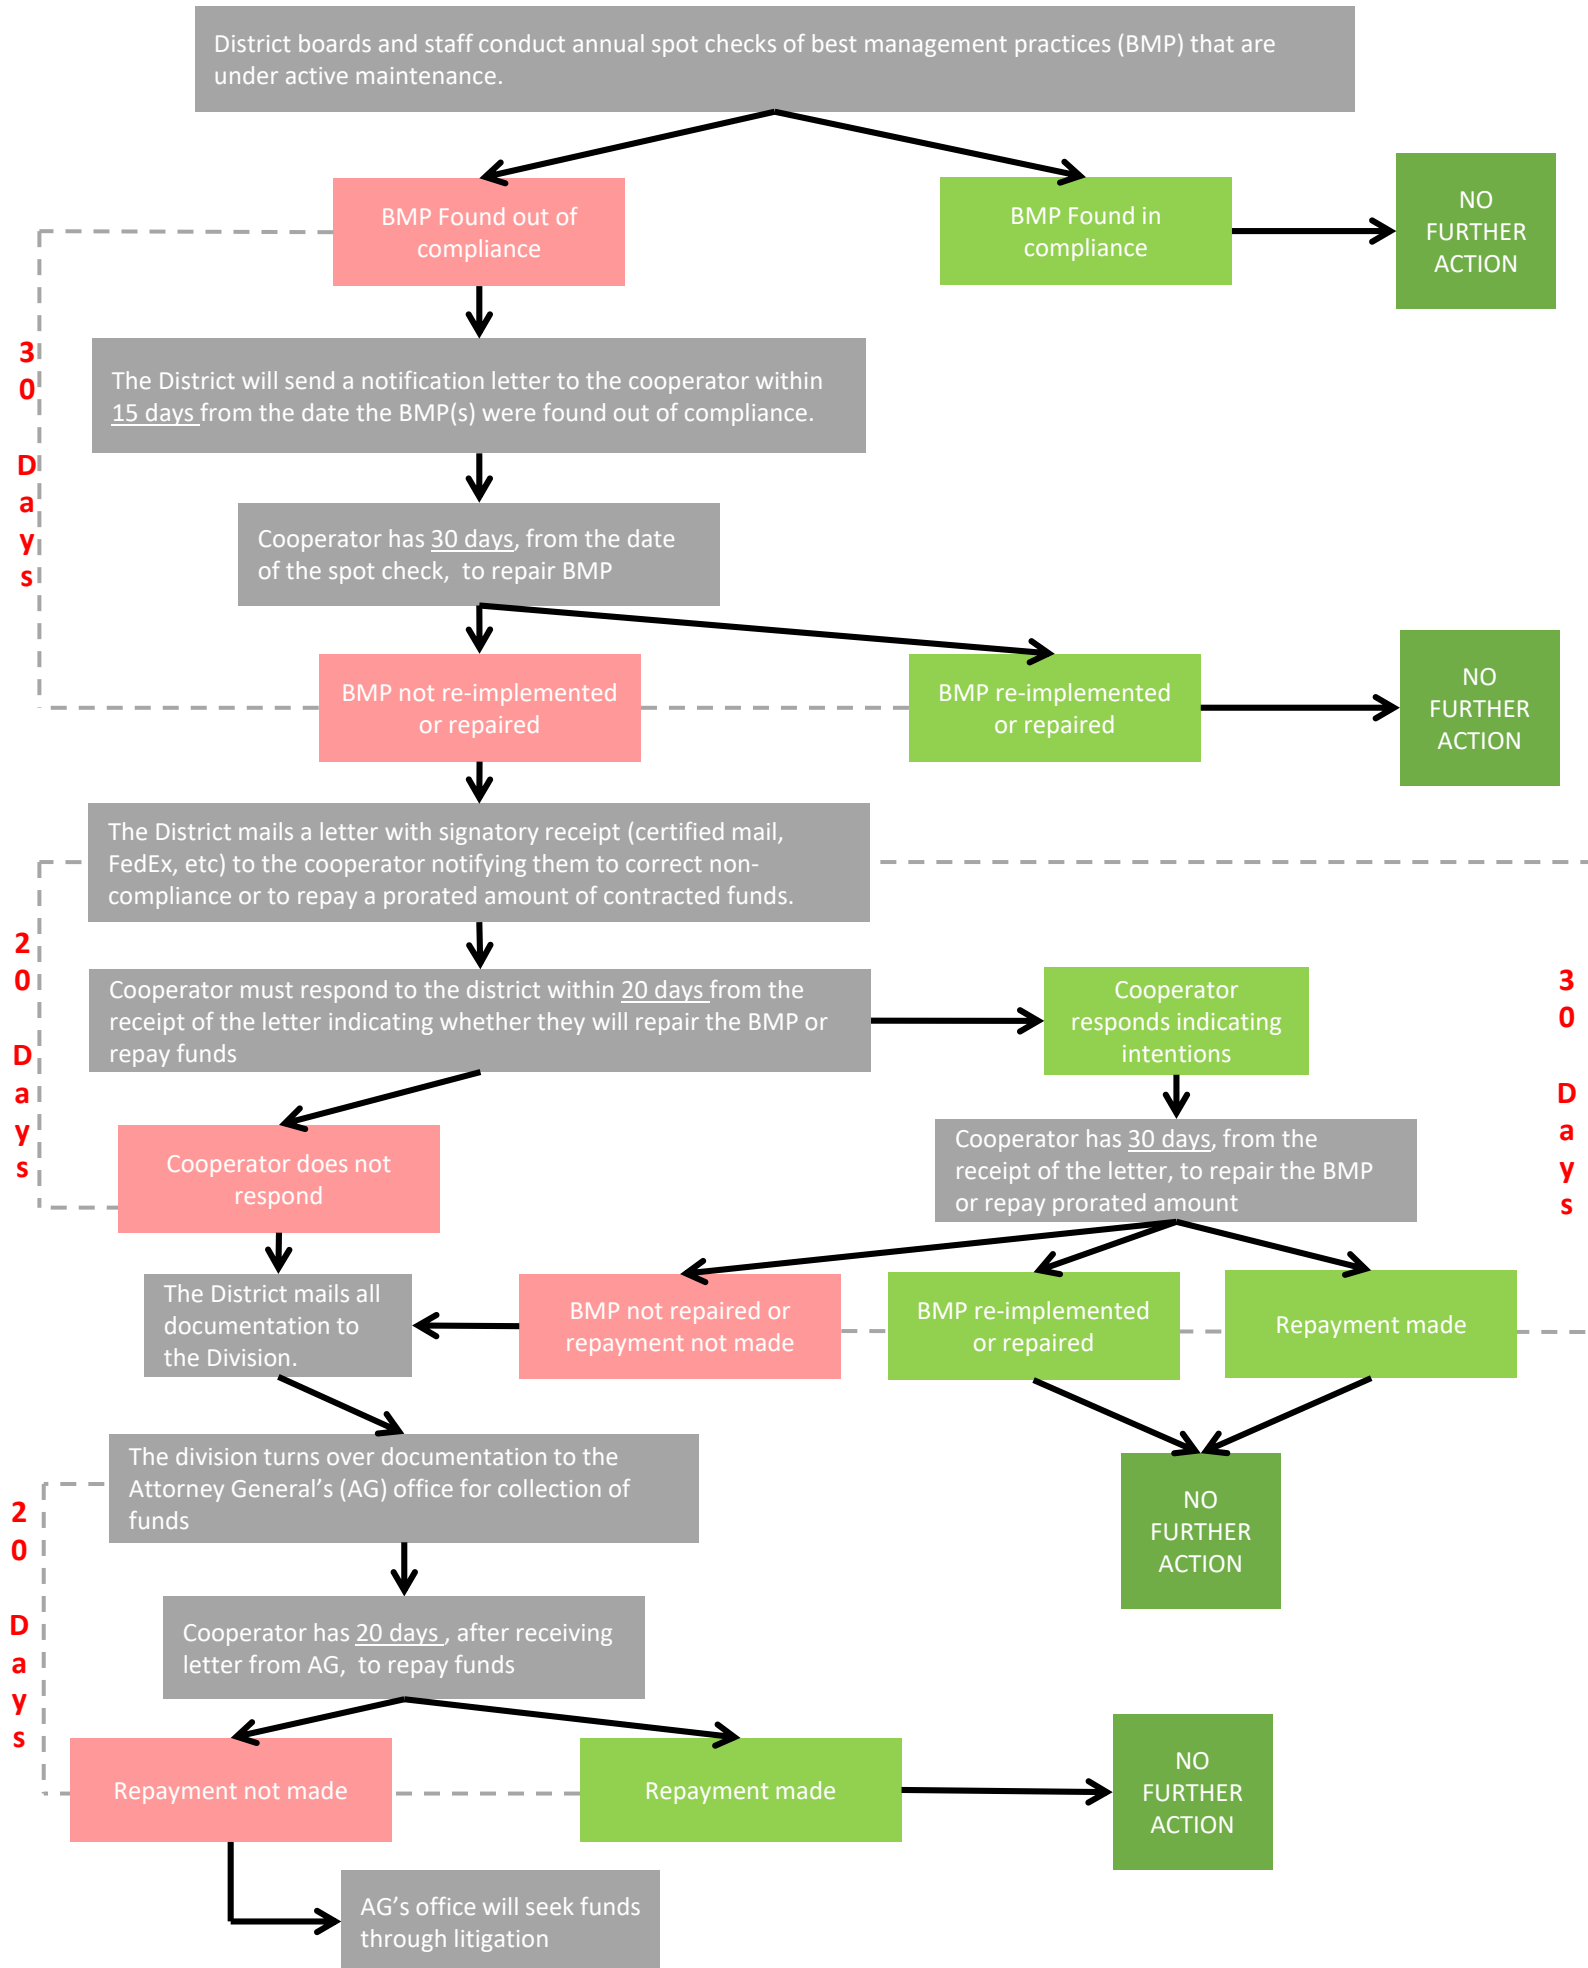 District boards and staff conduct annual spot checks of best management practices (BMP) that are
under active maintenance.
BMP Found out of
compliance
BMP Found in
compliance
NO
FURTHER
ACTION
30 Days
The District will send a notification letter to the cooperator within
15 days from the date the BMP(s) were found out of compliance.
Cooperator has 30 days, from the date
of the spot check, to repair BMP
BMP not re-implemented
or repaired
BMP re-implemented
or repaired
NO
FURTHER
ACTION
The District mails a letter with signatory receipt (certified mail,
FedEx, etc) to the cooperator notifying them to correct non-
compliance or to repay a prorated amount of contracted funds.
20 Days
Cooperator must respond to the district within 20 days from the
receipt of the letter indicating whether they will repair the BMP or
repay funds
Cooperator
responds indicating
intentions
30 Days
Cooperator does not
respond
Cooperator has 30 days, from the
receipt of the letter, to repair the BMP
or repay prorated amount
The District mails all
documentation to
the Division.
BMP not repaired or
repayment not made
BMP re-implemented
or repaired
Repayment made
The division turns over documentation to the
Attorney General's (AG) office for collection of
funds
NO
FURTHER
ACTION
20 Days
Cooperator has 20 days , after receiving
letter from AG, to repay funds
Repayment not made
Repayment made
NO
FURTHER
ACTION
AG's office will seek funds
through litigation